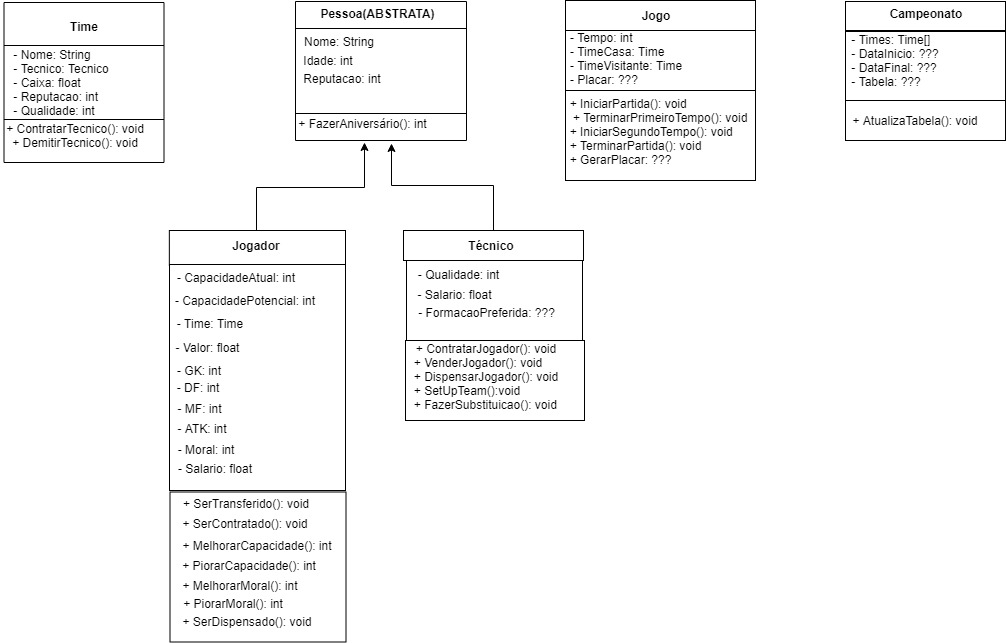 Time
- Nome: String
- Tecnico: Tecnico
- Caixa: float
- Reputacao: int
- Qualidade: int
+ ContratarTecnico(): void
+ DemitirTecnico(): void
Pessoa(ABSTRATA)
Nome: String
Idade: int
Reputacao: int
+ FazerAniversário(): int
Jogo
- Tempo: int
- TimeCasa: Time
- TimeVisitante: Time
- Placar: ???
+ IniciarPartida(): void
+ TerminarPrimeiroTempo(): void
+ IniciarSegundoTempo(): void
+ TerminarPartida(): void
+ GerarPlacar: ???
Campeonato
- Times: Time[]
- DataInicio: ???
- DataFinal: ???
- Tabela: ???
+ AtualizaTabela(): void
Jogador
- CapacidadeAtual: int
- CapacidadePotencial: int
- Time: Time
- Valor: float
- GK: int
- DF: int
- MF: int
- ATK: int
- Moral: int
- Salario: float
+ SerTransferido(): void
+ SerContratado(): void
+ MelhorarCapacidade(): int
+ PiorarCapacidade(): int
+ MelhorarMoral(): int
+ PiorarMoral(): int
+ SerDispensado(): void
Técnico
- Qualidade: int
- Salario: float
- FormacaoPreferida: ???
+ ContratarJogador(): void
+ VenderJogador(): void
+ DispensarJogador(): void
+ SetUpTeam():void
+ FazerSubstituicao(): void